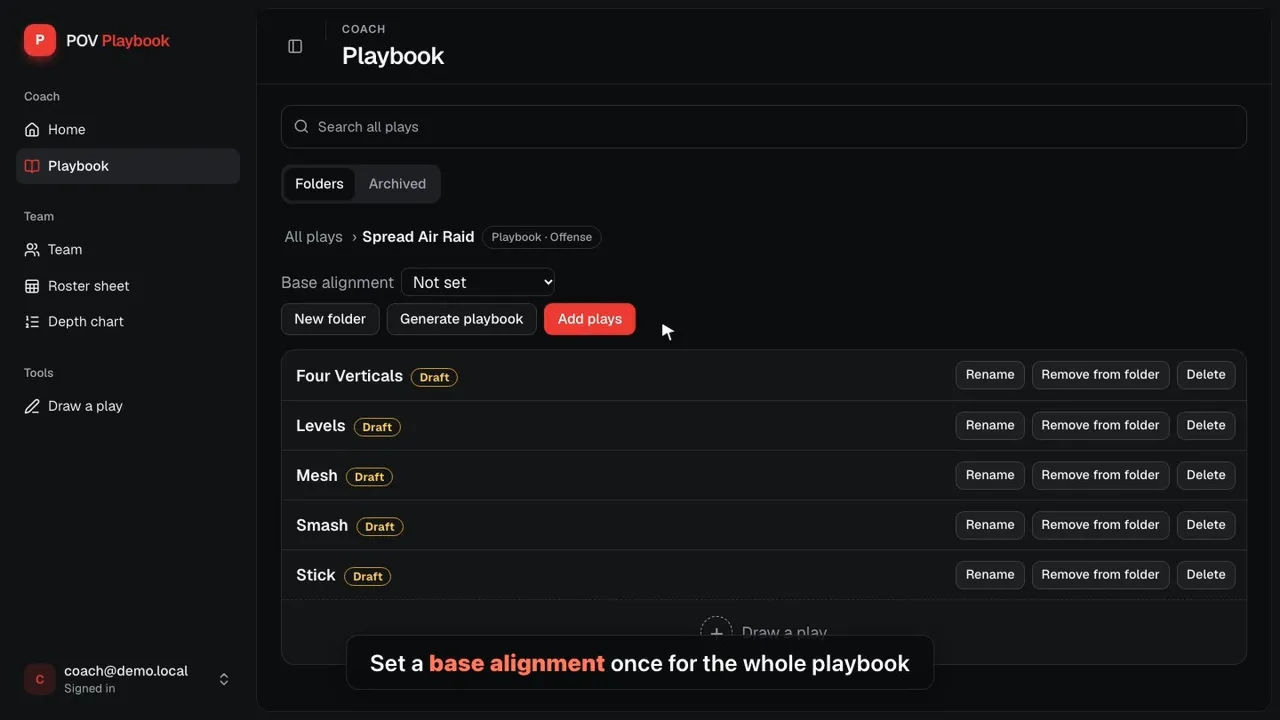 P POV Playbook
Coach
Home
Playbook
Team
Team
Roster sheet
Depth chart
Tools
Draw a play
C coach@demo.local
Signed in
COACH
Playbook
Search all plays
Folders Archived
All plays › Spread Air Raid Playbook · Offense
Base alignment Not set
New folder Generate playbook Add plays
Four Verticals Draft Rename Remove from folder Delete
Levels Draft Rename Remove from folder Delete
Mesh Draft Rename Remove from folder Delete
Smash Draft Rename Remove from folder Delete
Stick Draft Rename Remove from folder Delete
Draw a play
Set a base alignment once for the whole playbook